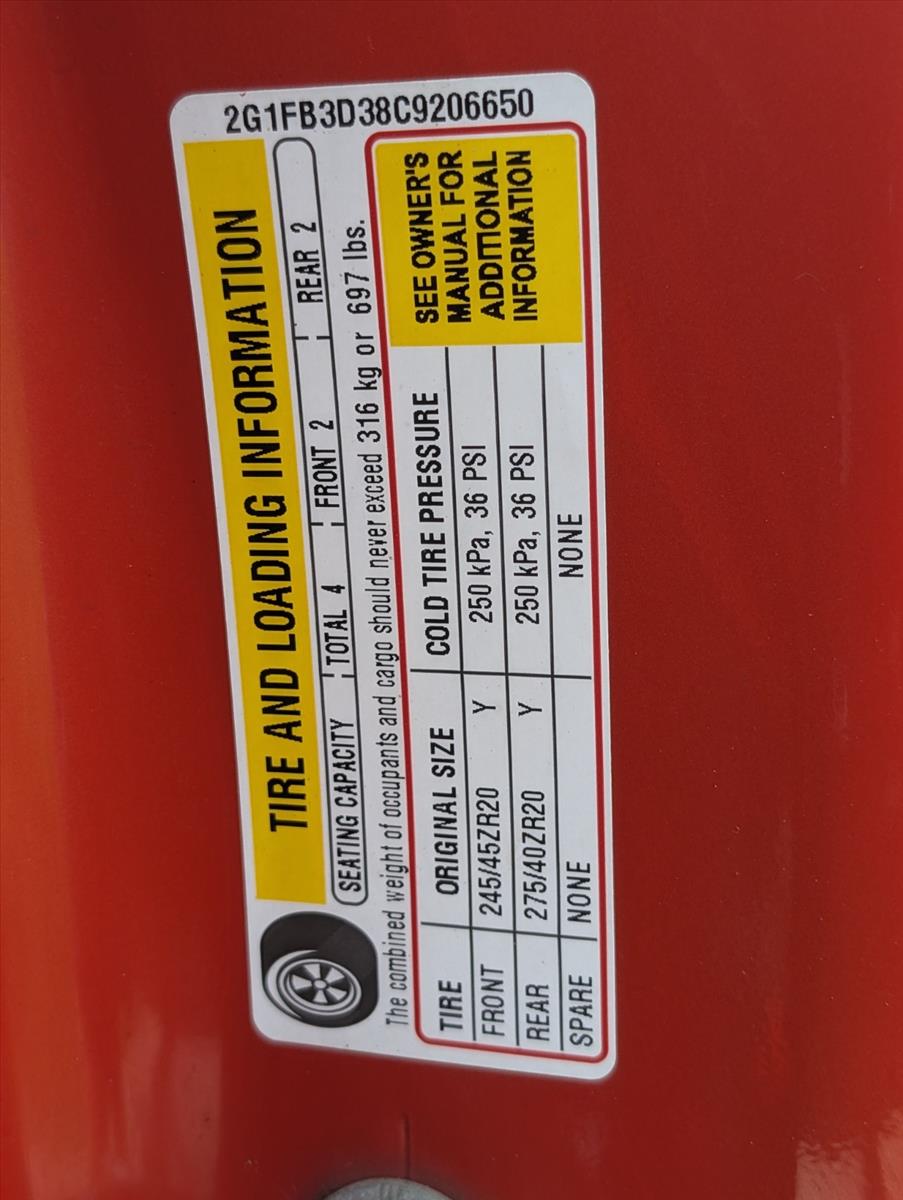 2G1FB3D38C9206650
TIRE AND LOADING INFORMATION
SEATING CAPACITY TOTAL 4 FRONT 2 REAR 2
The combined weight of occupants and cargo should never exceed 316 kg or 697 lbs.
TIRE ORIGINAL SIZE COLD TIRE PRESSURE
FRONT 245/45ZR20 Y 250 kPa, 36 PSI
REAR 275/40ZR20 Y 250 kPa, 36 PSI
SPARE NONE NONE
SEE OWNER'S
MANUAL FOR
ADDITIONAL
INFORMATION